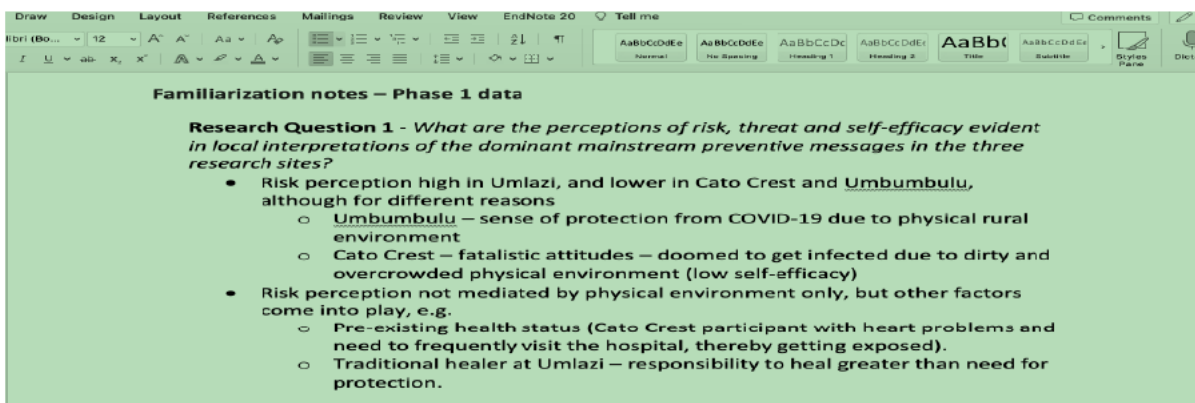 Draw Design Layout References Mailings Review View EndNote 20 Tell me Comments
libri (Bo... 12 A^ A˅ Aa A
AaBbCcDdEe AaBbCcDdEe AaBbCcDc AaBbCcDdEe AaBb( AaBbCcDdEe
I U ab x, x² A A
Normal No Spacing Heading 1 Heading 2 Title Subtitle Styles Pane Dict
Familiarization notes – Phase 1 data
Research Question 1 - What are the perceptions of risk, threat and self-efficacy evident
in local interpretations of the dominant mainstream preventive messages in the three
research sites?
• Risk perception high in Umlazi, and lower in Cato Crest and Umbumbulu,
although for different reasons
o Umbumbulu – sense of protection from COVID-19 due to physical rural
environment
o Cato Crest – fatalistic attitudes – doomed to get infected due to dirty and
overcrowded physical environment (low self-efficacy)
• Risk perception not mediated by physical environment only, but other factors
come into play, e.g.
o Pre-existing health status (Cato Crest participant with heart problems and
need to frequently visit the hospital, thereby getting exposed).
o Traditional healer at Umlazi – responsibility to heal greater than need for
protection.